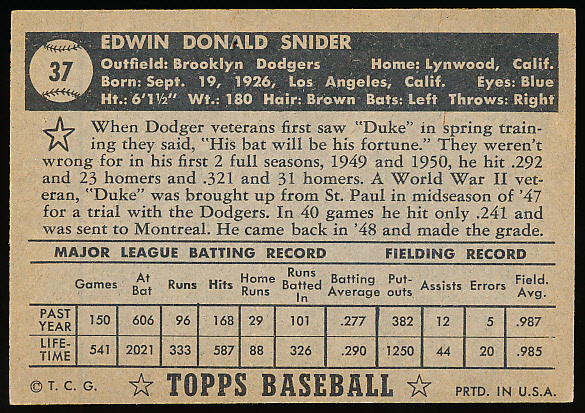 37
EDWIN DONALD SNIDER
Outfield: Brooklyn Dodgers Home: Lynwood, Calif.
Born: Sept. 19, 1926, Los Angeles, Calif. Eyes: Blue
Ht.: 6'1½" Wt.: 180 Hair: Brown Bats: Left Throws: Right
When Dodger veterans first saw "Duke" in spring train-
ing they said, "His bat will be his fortune." They weren't
wrong for in his first 2 full seasons, 1949 and 1950, he hit .292
and 23 homers and .321 and 31 homers. A World War II vet-
eran, "Duke" was brought up from St. Paul in midseason of '47
for a trial with the Dodgers. In 40 games he hit only .241 and
was sent to Montreal. He came back in '48 and made the grade.
MAJOR LEAGUE BATTING RECORD FIELDING RECORD
Games At Bat Runs Hits Home Runs Runs Batted In Batting Average Put-outs Assists Errors Field. Avg.
PAST YEAR 150 606 96 168 29 101 .277 382 12 5 .987
LIFE-TIME 541 2021 333 587 88 326 .290 1250 44 20 .985
© T. C. G. ☆ TOPPS BASEBALL ☆ PRTD. IN U.S.A.